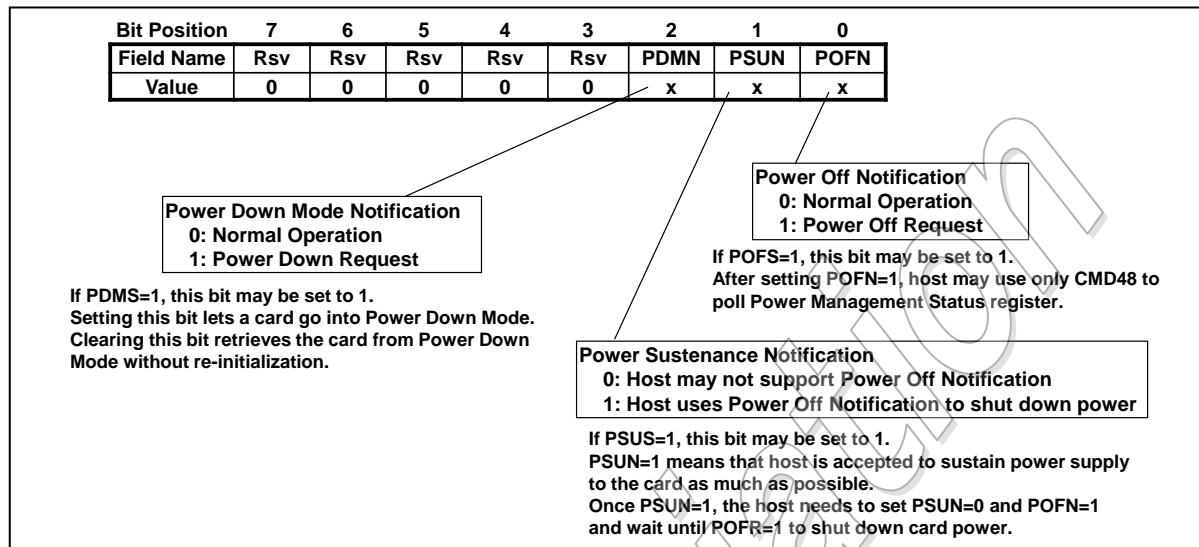 Bit Position 7 6 5 4 3 2 1 0
Field Name Rsv Rsv Rsv Rsv Rsv PDMN PSUN POFN
Value 0 0 0 0 0 x x x
Power Down Mode Notification
0: Normal Operation
1: Power Down Request
If PDMS=1, this bit may be set to 1.
Setting this bit lets a card go into Power Down Mode.
Clearing this bit retrieves the card from Power Down
Mode without re-initialization.
Power Off Notification
0: Normal Operation
1: Power Off Request
If POFS=1, this bit may be set to 1.
After setting POFN=1, host may use only CMD48 to
poll Power Management Status register.
Power Sustenance Notification
0: Host may not support Power Off Notification
1: Host uses Power Off Notification to shut down power
If PSUS=1, this bit may be set to 1.
PSUN=1 means that host is accepted to sustain power supply
to the card as much as possible.
Once PSUN=1, the host needs to set PSUN=0 and POFN=1
and wait until POFR=1 to shut down card power.